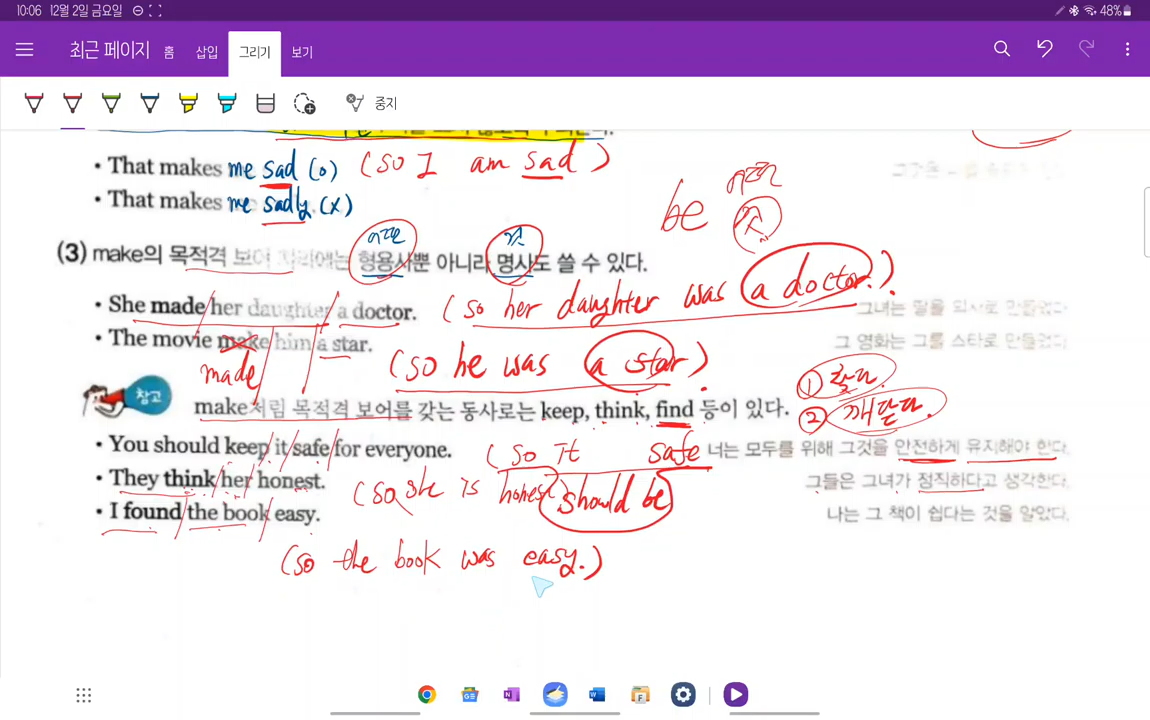 10:06 12월 2일 금요일 48%
최근 페이지 홈 삽입 그리기 보기
중지
• That makes me sad (o) (so I am sad)
• That makes me sadly. (x)
be 어떤 것
어떤 것
(3) make의 목적격 보어 자리에는 형용사뿐 아니라 명사도 쓸 수 있다.
• She made her daughter a doctor. (so her daughter was a doctor.) 그녀는 딸을 의사로 만들었다.
• The movie make him a star. 그 영화는 그를 스타로 만들었다.
made (so he was a star)
① 찾다
참고 make처럼 목적격 보어를 갖는 동사로는 keep, think, find 등이 있다. ② 깨닫다.
• You should keep it safe for everyone. (so it safe 너는 모두를 위해 그것을 안전하게 유지해야 한다.
• They think her honest. (so she is honest) should be 그들은 그녀가 정직하다고 생각한다.
• I found the book easy. 나는 그 책이 쉽다는 것을 알았다.
(so the book was easy.)